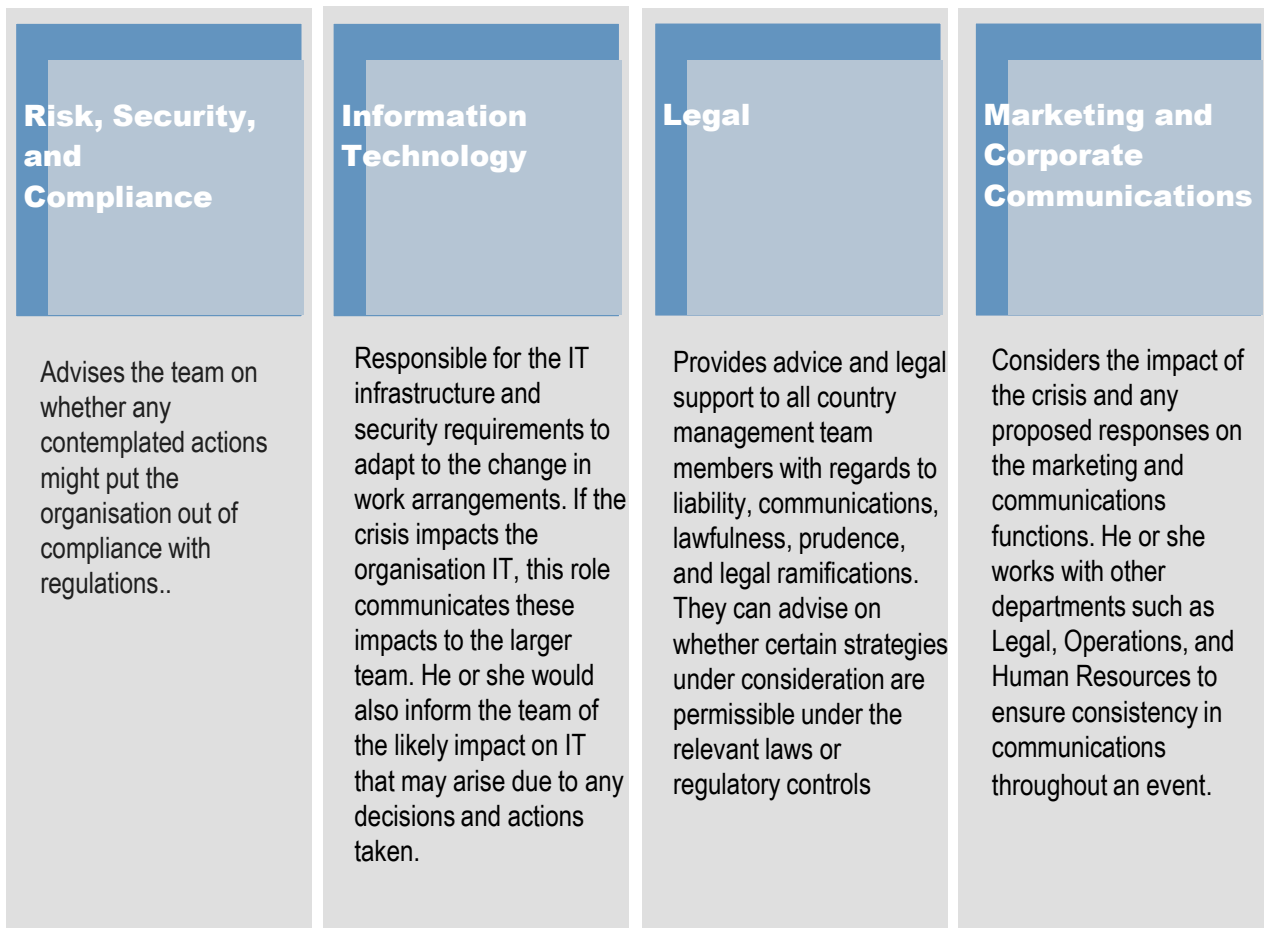 Risk, Security,
and
Compliance
Advises the team on
whether any
contemplated actions
might put the
organisation out of
compliance with
regulations..
Information
Technology
Responsible for the IT
infrastructure and
security requirements to
adapt to the change in
work arrangements. If the
crisis impacts the
organisation IT, this role
communicates these
impacts to the larger
team. He or she would
also inform the team of
the likely impact on IT
that may arise due to any
decisions and actions
taken.
Legal
Provides advice and legal
support to all country
management team
members with regards to
liability, communications,
lawfulness, prudence,
and legal ramifications.
They can advise on
whether certain strategies
under consideration are
permissible under the
relevant laws or
regulatory controls
Marketing and
Corporate
Communications
Considers the impact of
the crisis and any
proposed responses on
the marketing and
communications
functions. He or she
works with other
departments such as
Legal, Operations, and
Human Resources to
ensure consistency in
communications
throughout an event.